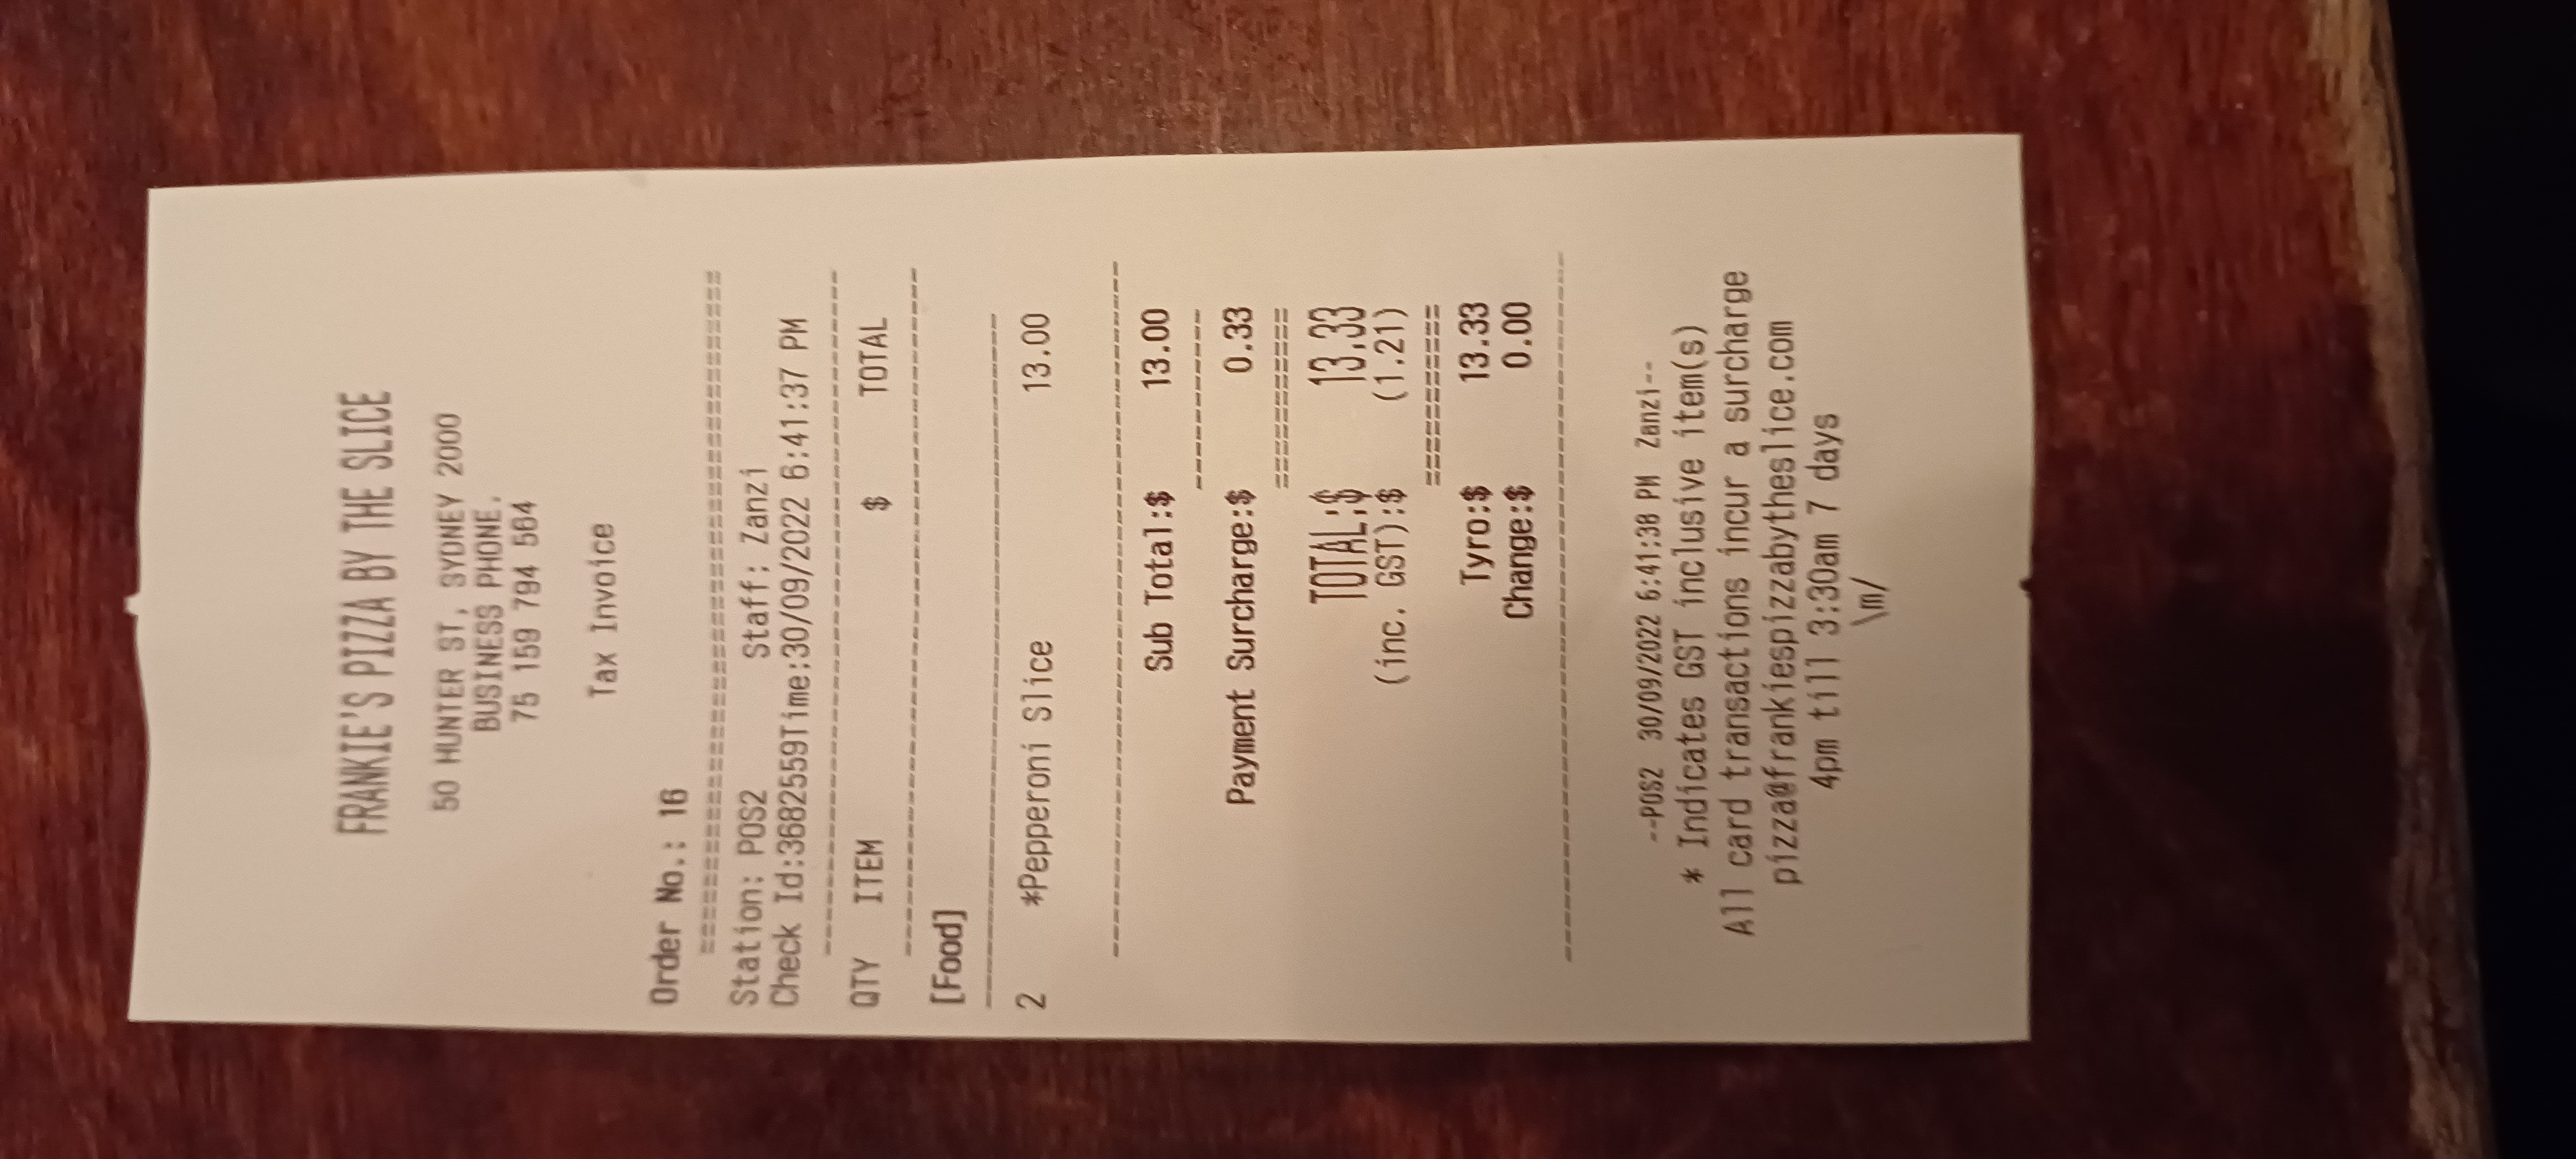 FRANKIE'S PIZZA BY THE SLICE
50 HUNTER ST, SYDNEY 2000
BUSINESS PHONE.
75 159 794 564
Tax Invoice
Order No.: 16
========================================
Station: POS2 Staff: Zanzi
Check Id:3682559Time:30/09/2022 6:41:37 PM
----------------------------------------
QTY ITEM $ TOTAL
----------------------------------------
[Food]
----------------------------------------
2 *Pepperoni Slice 13.00
----------------------------------------
Sub Total:$ 13.00
-----------
Payment Surcharge:$ 0.33
===========
TOTAL:$ 13.33
(inc. GST):$ (1.21)
===========
Tyro:$ 13.33
Change:$ 0.00
----------------------------------------
--POS2 30/09/2022 6:41:38 PM Zanzi--
* Indicates GST inclusive item(s)
All card transactions incur a surcharge
pizza@frankiespizzabytheslice.com
4pm till 3:30am 7 days
\m/